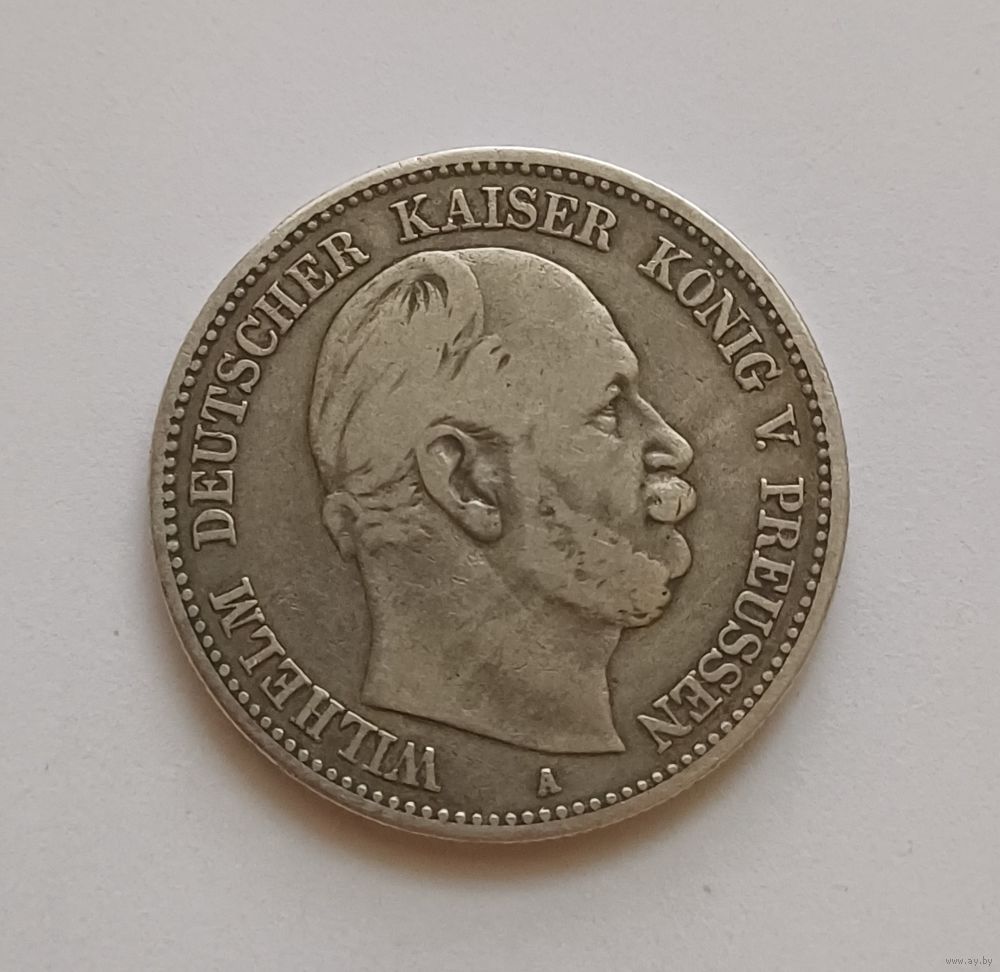 WILHELM DEUTSCHER KAISER KÖNIG V. PREUSSEN
A
www.ay.by